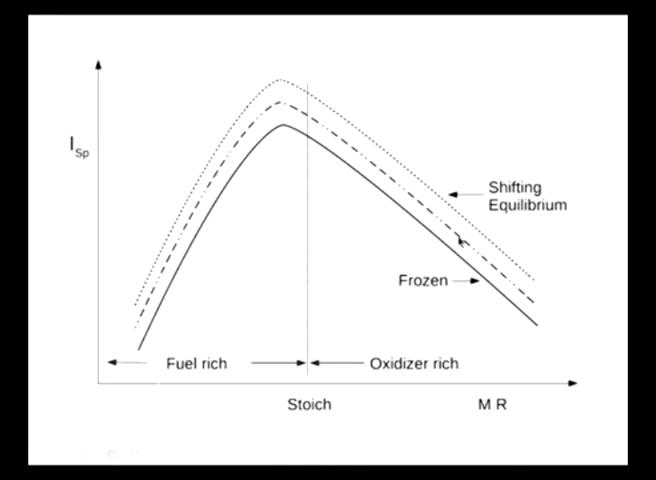 I Sp
Shifting
Equilibrium
Frozen
Fuel rich
Oxidizer rich
Stoich
M R